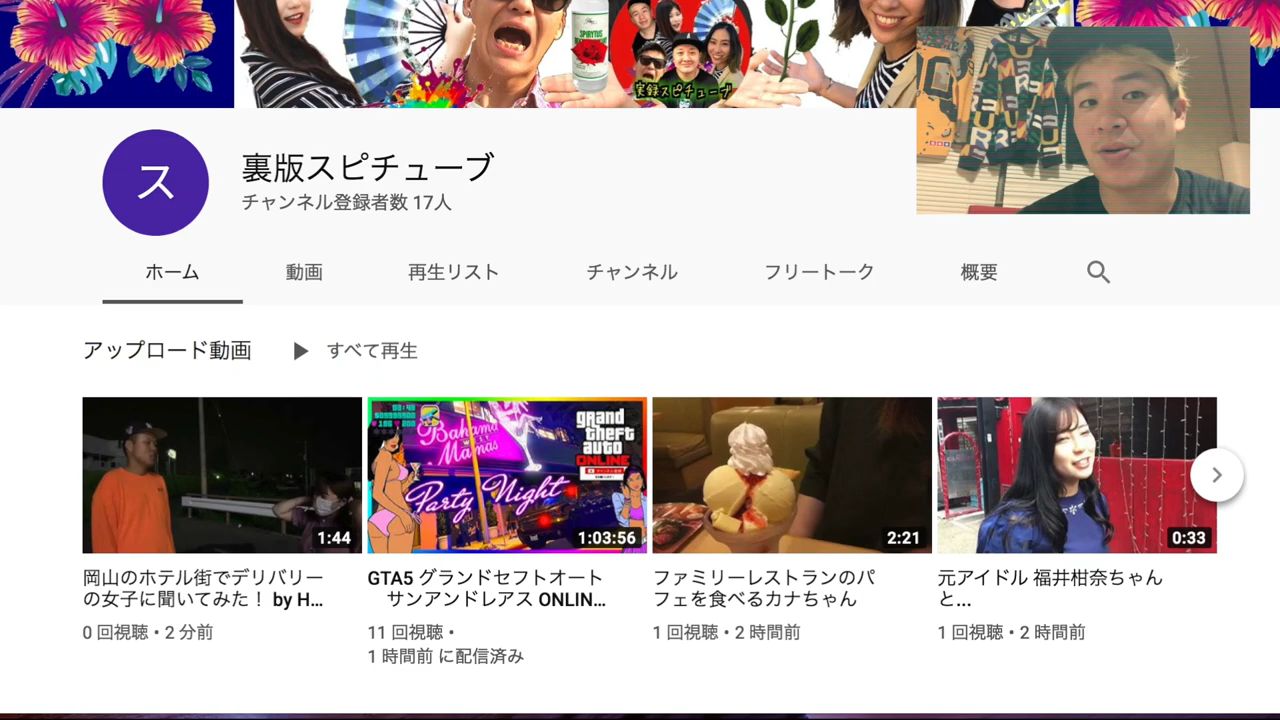 SPIRYTUS
実録スピチューブ
ス
裏版スピチューブ
チャンネル登録者数 17人
ホーム
動画
再生リスト
チャンネル
フリートーク
概要
アップロード動画
すべて再生
1:44
Bahama
Mamas
Party Night
grand
theft
auto
ONLINE
1:03:56
2:21
0:33
岡山のホテル街でデリバリー
の女子に聞いてみた！ by H...
0 回視聴・2 分前
GTA5 グランドセフトオート
サンアンドレアス ONLIN...
11 回視聴・
1 時間前 に配信済み
ファミリーレストランのパ
フェを食べるカナちゃん
1 回視聴・2 時間前
元アイドル 福井柑奈ちゃん
と...
1 回視聴・2 時間前